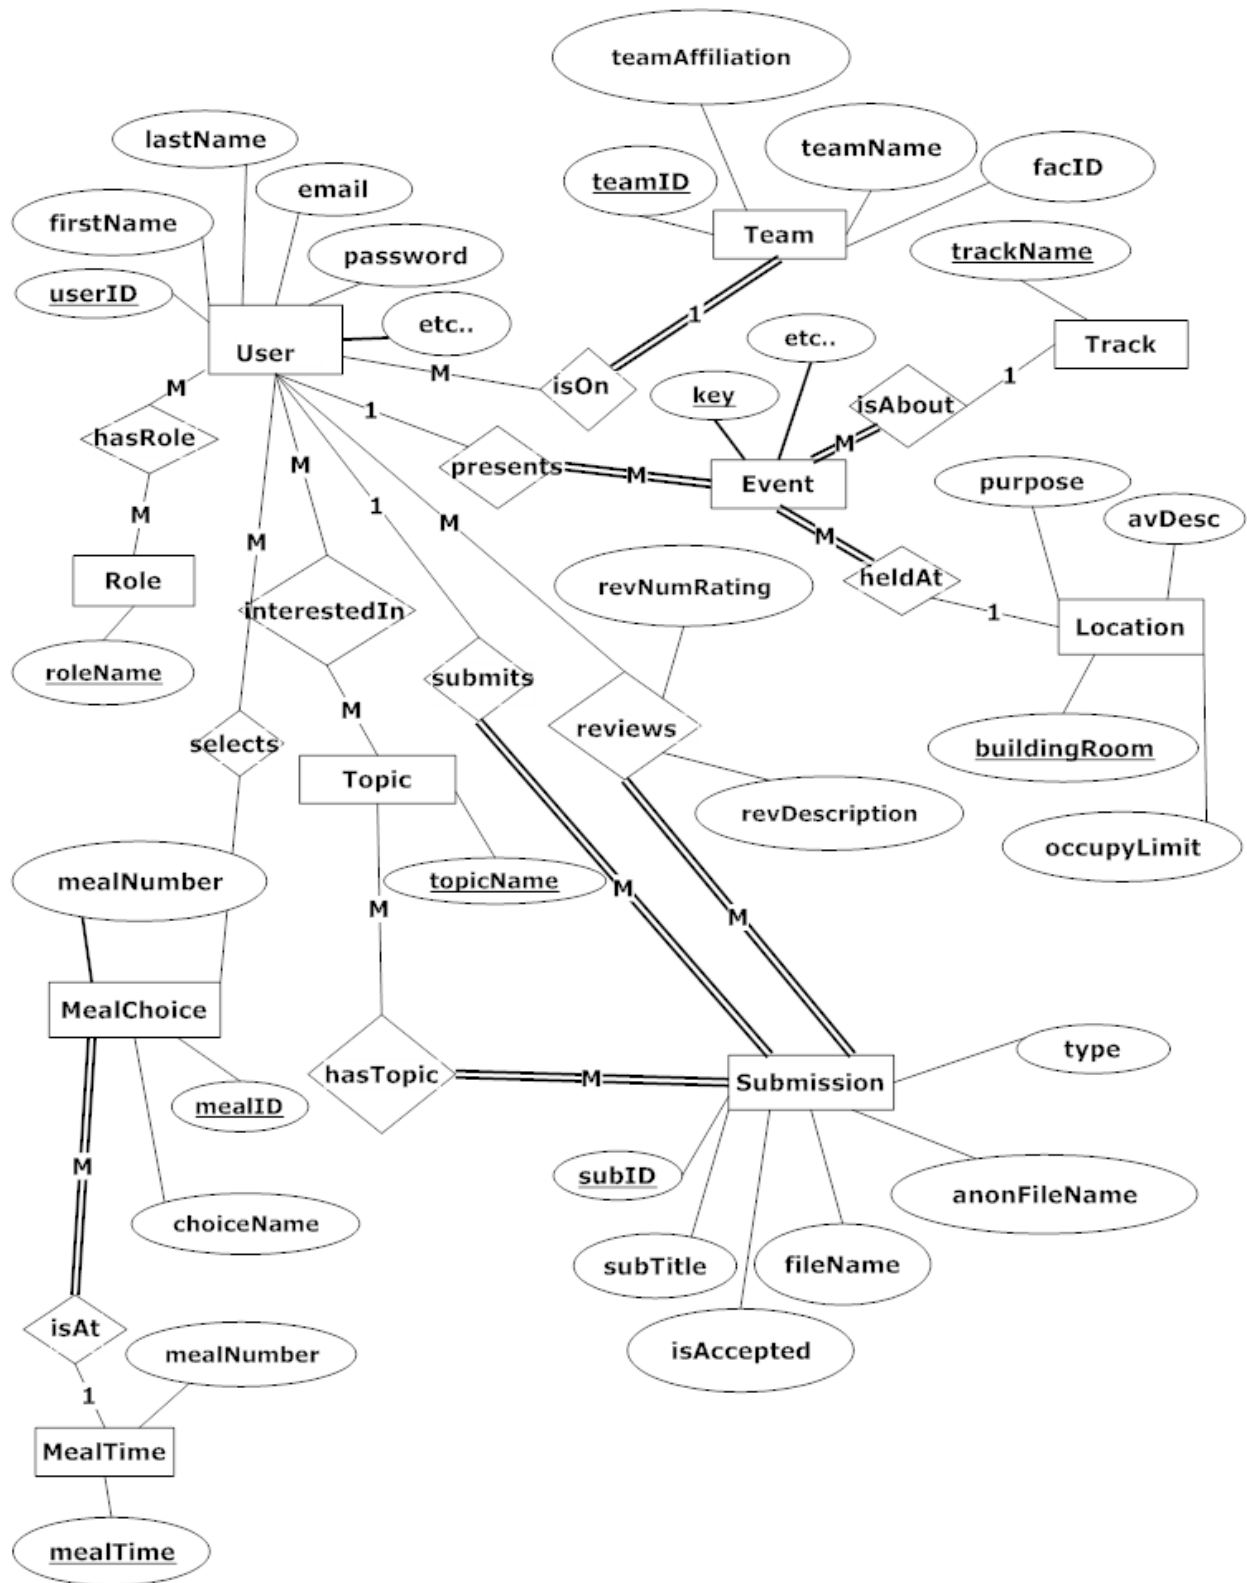 teamAffiliation
lastName
teamName
email
facID
teamID
firstName
Team
trackName
password
userID
etc..
1
etc..
User
Track
M
isOn
1
M
key
isAbout
1
hasRole
M
M
presents
M
purpose
Event
1
avDesc
M
M
M
M
heldAt
Role
revNumRating
interestedIn
1
Location
roleName
submits
M
reviews
selects
buildingRoom
Topic
revDescription
occupyLimit
mealNumber
topicName
M
M
M
MealChoice
type
hasTopic
M
Submission
mealID
M
subID
anonFileName
choiceName
subTitle
fileName
isAt
isAccepted
mealNumber
1
MealTime
mealTime